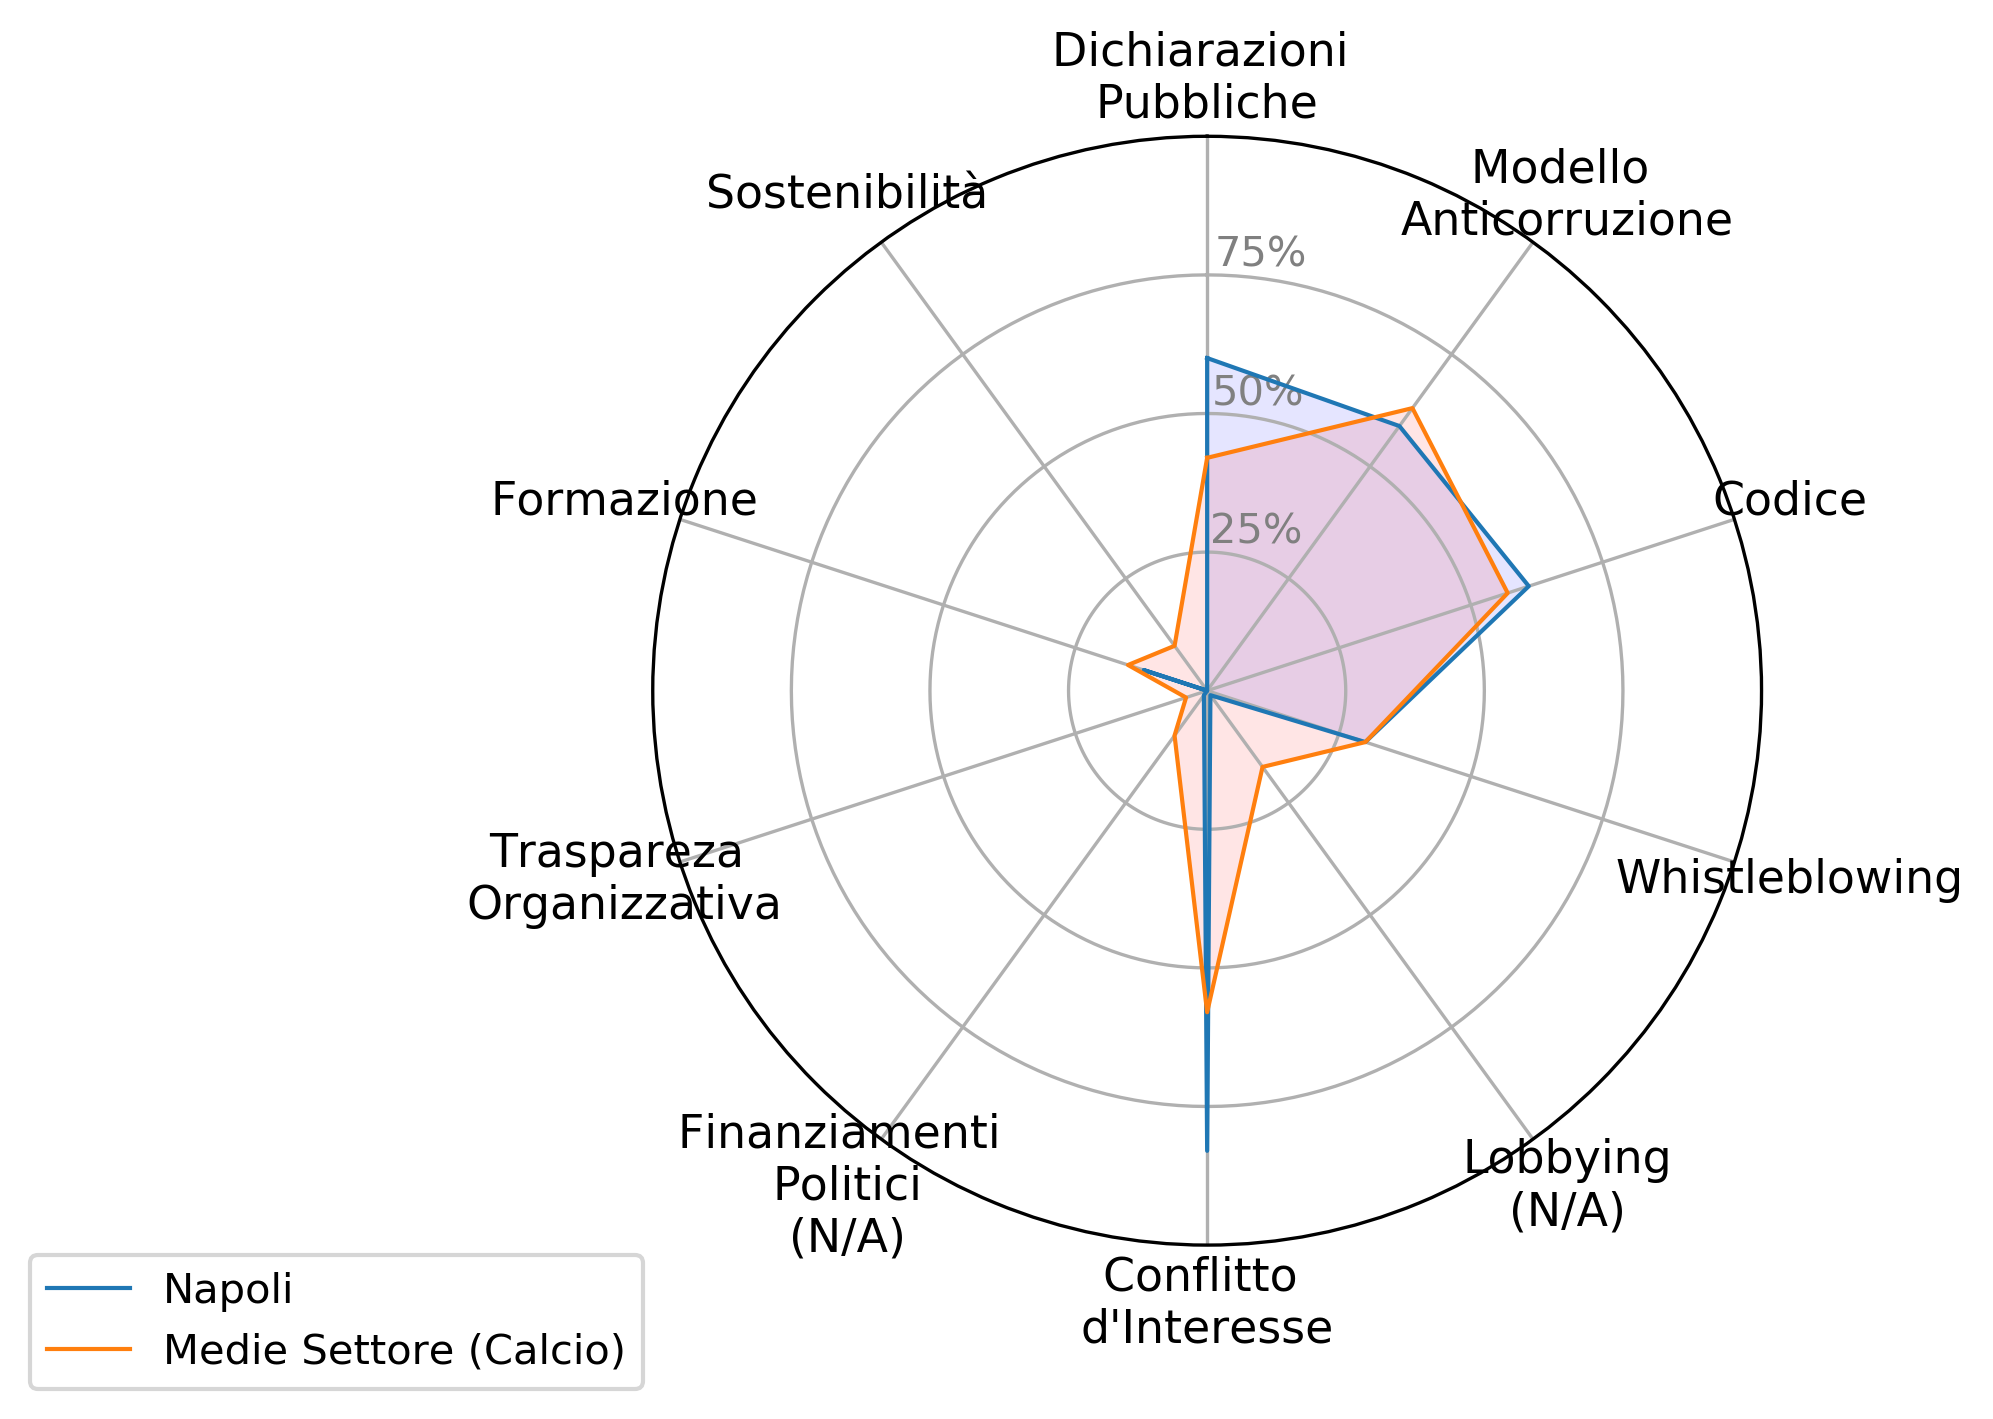 Dichiarazioni
Pubbliche
Modello
Anticorruzione
Sostenibilità
75%
50%
Codice
Formazione
25%
Traspareza
Organizzativa
Whistleblowing
Finanziamenti
Politici
(N/A)
Lobbying
(N/A)
Conflitto
d'Interesse
Napoli
Medie Settore (Calcio)